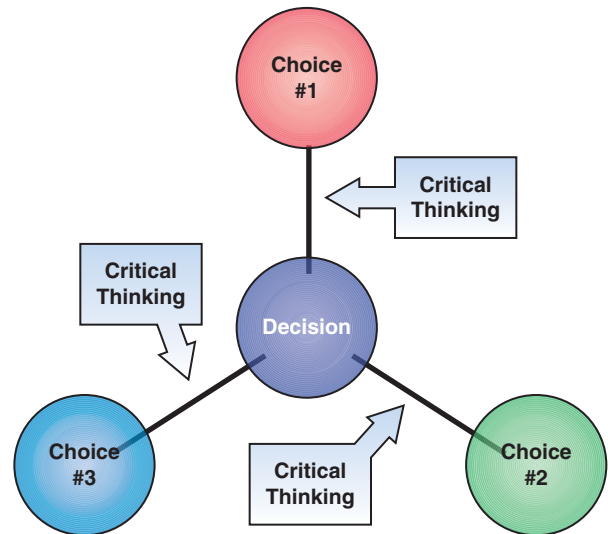 Choice
#1
Critical
Thinking
Critical
Thinking
Decision
Choice
#3
Critical
Thinking
Choice
#2